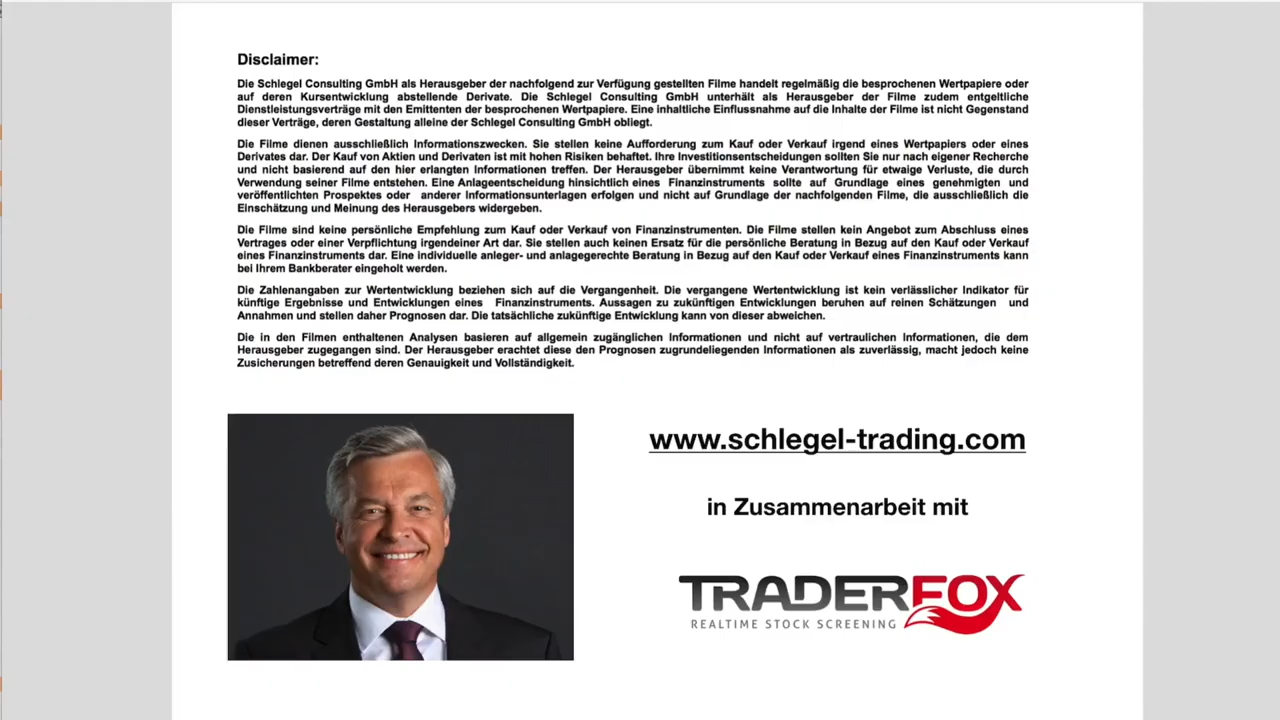 Disclaimer:
Die Schlegel Consulting GmbH als Herausgeber der nachfolgend zur Verfügung gestellten Filme handelt regelmäßig die besprochenen Wertpapiere oder
auf deren Kursentwicklung abstellende Derivate. Die Schlegel Consulting GmbH unterhält als Herausgeber der Filme zudem entgeltliche
Dienstleistungsverträge mit den Emittenten der besprochenen Wertpapiere. Eine inhaltliche Einflussnahme auf die Inhalte der Filme ist nicht Gegenstand
dieser Verträge, deren Gestaltung alleine der Schlegel Consulting GmbH obliegt.
Die Filme dienen ausschließlich Informationszwecken. Sie stellen keine Aufforderung zum Kauf oder Verkauf irgend eines Wertpapiers oder eines
Derivates dar. Der Kauf von Aktien und Derivaten ist mit hohen Risiken behaftet. Ihre Investitionsentscheidungen sollten Sie nur nach eigener Recherche
und nicht basierend auf den hier erlangten Informationen treffen. Der Herausgeber übernimmt keine Verantwortung für etwaige Verluste, die durch
Verwendung seiner Filme entstehen. Eine Anlageentscheidung hinsichtlich eines Finanzinstruments sollte auf Grundlage eines genehmigten und
veröffentlichten Prospektes oder anderer Informationsunterlagen erfolgen und nicht auf Grundlage der nachfolgenden Filme, die ausschließlich die
Einschätzung und Meinung des Herausgebers widergeben.
Die Filme sind keine persönliche Empfehlung zum Kauf oder Verkauf von Finanzinstrumenten. Die Filme stellen kein Angebot zum Abschluss eines
Vertrages oder einer Verpflichtung irgendeiner Art dar. Sie stellen auch keinen Ersatz für die persönliche Beratung in Bezug auf den Kauf oder Verkauf
eines Finanzinstruments dar. Eine individuelle anleger- und anlagegerechte Beratung in Bezug auf den Kauf oder Verkauf eines Finanzinstruments kann
bei Ihrem Bankberater eingeholt werden.
Die Zahlenangaben zur Wertentwicklung beziehen sich auf die Vergangenheit. Die vergangene Wertentwicklung ist kein verlässlicher Indikator für
künftige Ergebnisse und Entwicklungen eines Finanzinstruments. Aussagen zu zukünftigen Entwicklungen beruhen auf reinen Schätzungen und
Annahmen und stellen daher Prognosen dar. Die tatsächliche zukünftige Entwicklung kann von dieser abweichen.
Die in den Filmen enthaltenen Analysen basieren auf allgemein zugänglichen Informationen und nicht auf vertraulichen Informationen, die dem
Herausgeber zugegangen sind. Der Herausgeber erachtet diese den Prognosen zugrundeliegenden Informationen als zuverlässig, macht jedoch keine
Zusicherungen betreffend deren Genauigkeit und Vollständigkeit.
www.schlegel-trading.com
in Zusammenarbeit mit
TRADERFOX
REALTIME STOCK SCREENING